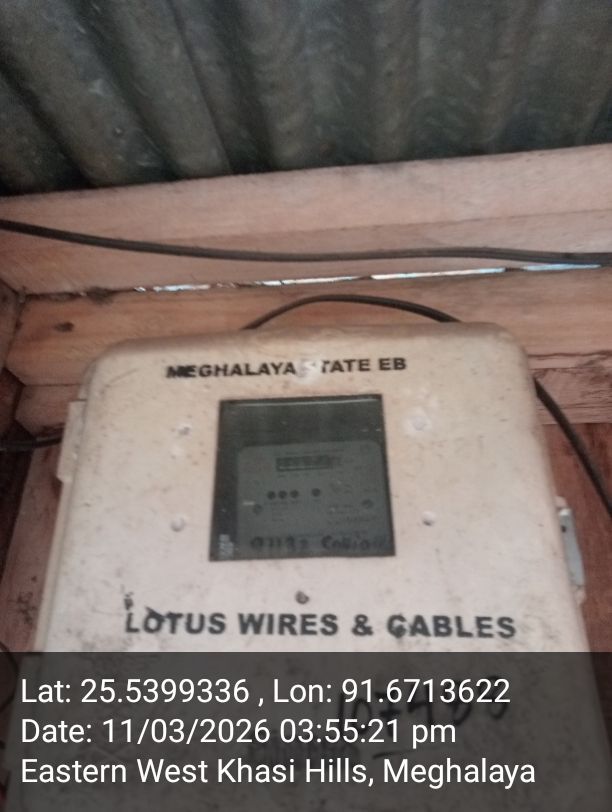 MEGHALAYA STATE EB
LOTUS WIRES & CABLES
Lat: 25.5399336 , Lon: 91.6713622
Date: 11/03/2026 03:55:21 pm
Eastern West Khasi Hills, Meghalaya